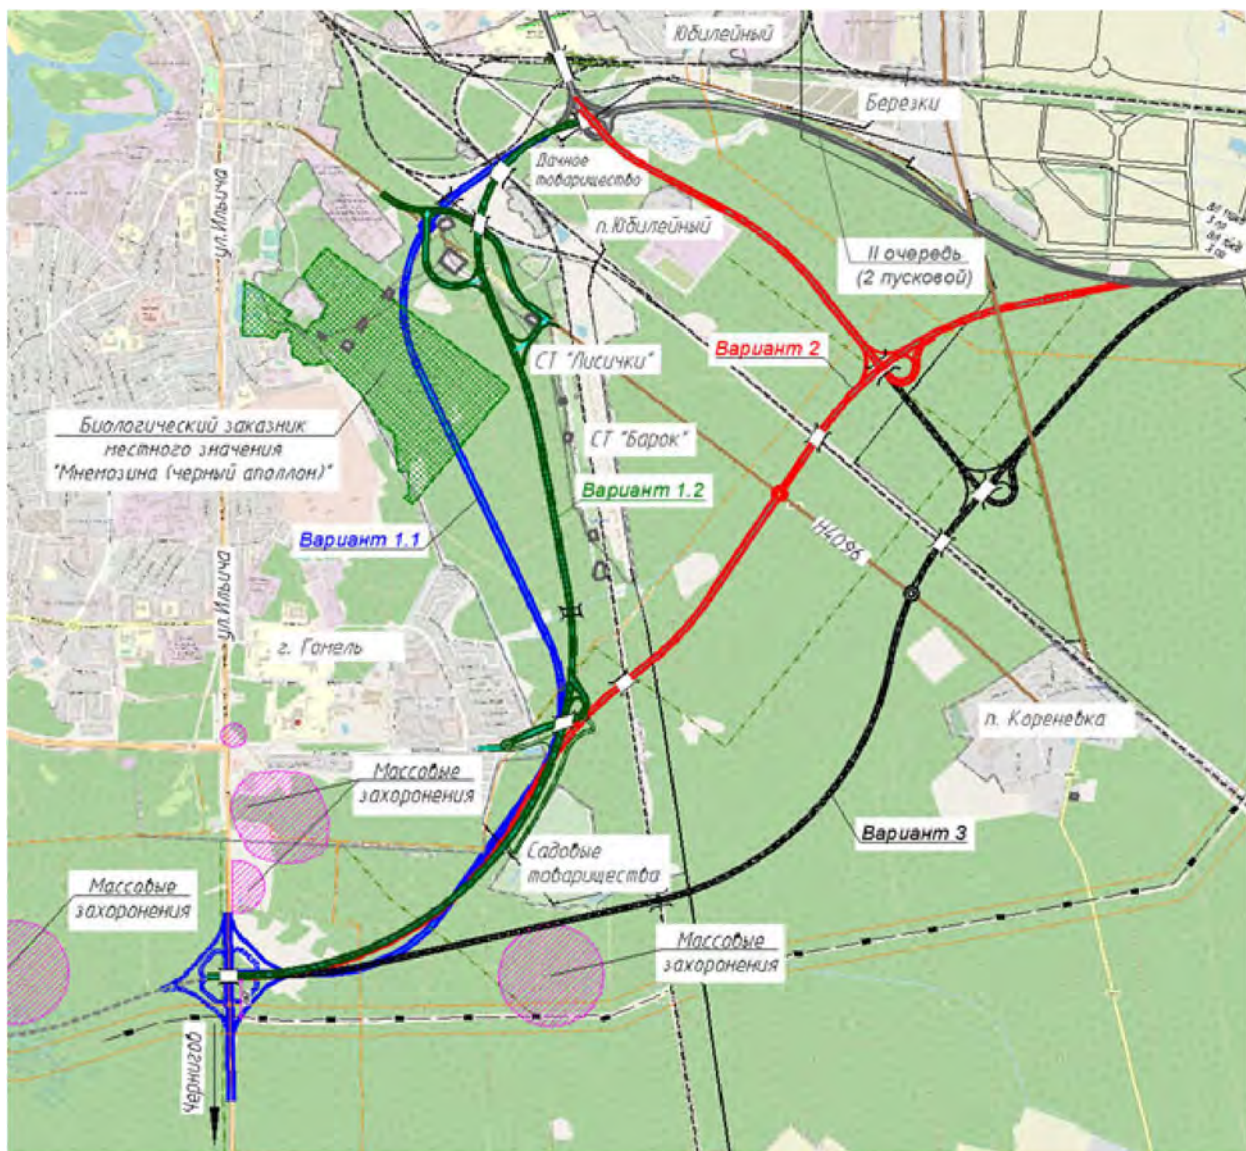 Юбилейный
Березки
Дачное
товарищество
п.Юбилейный
II очередь
(2 пусковой)
ул.Ильича
Вариант 2
СТ "Лисички"
Биологический заказник
местного значения
"Мнемозина (черный аполлон)"
СТ "Барок"
Вариант 1.2
Вариант 1.1
Н4096
ул.Ильича
г. Гомель
п. Кореневка
Массовые
захоронения
Вариант 3
Садовые
товарищества
Массовые
захоронения
Массовые
захоронения
Чернигов